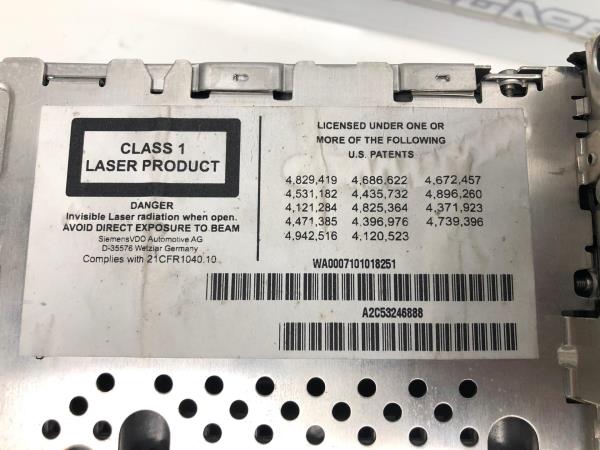 CLASS 1
LASER PRODUCT
DANGER
Invisible Laser radiation when open.
AVOID DIRECT EXPOSURE TO BEAM
SiemensVDO Automotive AG
D-35576 Wetzlar Germany
Complies with 21CFR1040.10
LICENSED UNDER ONE OR
MORE OF THE FOLLOWING
U.S. PATENTS
4,829,419 4,686,622 4,672,457
4,531,182 4,435,732 4,896,260
4,121,284 4,825,364 4,371,923
4,471,385 4,396,976 4,739,396
4,942,516 4,120,523
WA0007101018251
A2C53246888